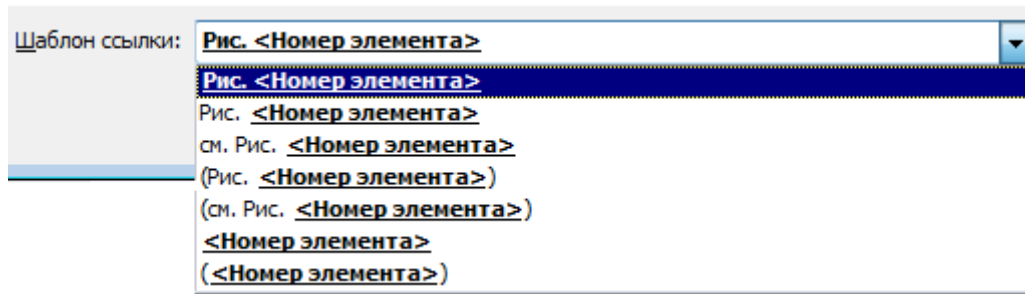 Шаблон ссылки: Рис. <Номер элемента>
Рис. <Номер элемента>
Рис. <Номер элемента>
см. Рис. <Номер элемента>
(Рис. <Номер элемента>)
(см. Рис. <Номер элемента>)
<Номер элемента>
(<Номер элемента>)